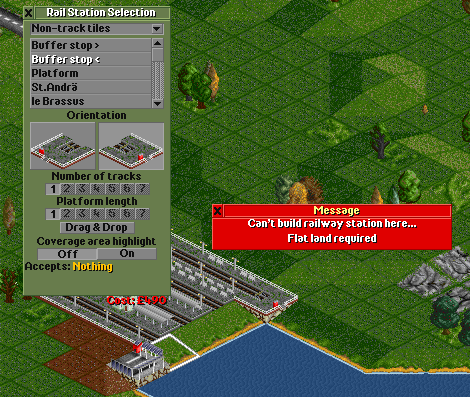 X Rail Station Selection
Non-track tiles
Buffer stop >
Buffer stop <
Platform
St.Andrä
le Brassus
Orientation
Number of tracks
1 2 3 4 5 6 7
Platform length
1 2 3 4 5 6 7
Drag & Drop
Coverage area highlight
Off On
Accepts: Nothing
X Message
Can't build railway station here...
Flat land required
Cost: £490